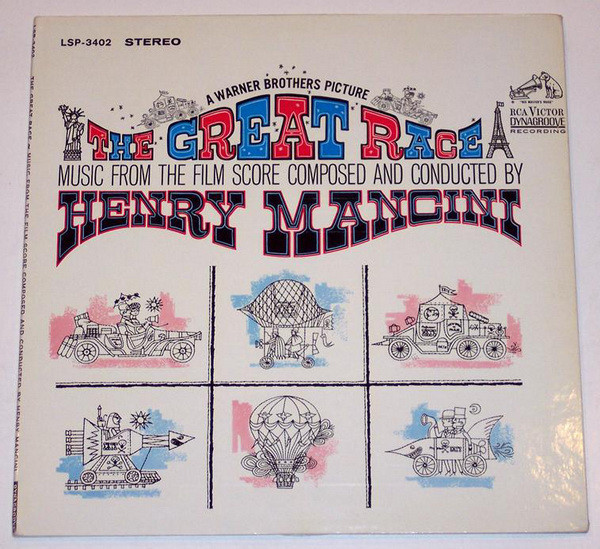 LSP-3402 STEREO
A WARNER BROTHERS PICTURE
THE GREAT RACE
MUSIC FROM THE FILM SCORE COMPOSED AND CONDUCTED BY
HENRY MANCINI
"HIS MASTER'S VOICE"
RCA VICTOR
DYNAGROOVE
RECORDING
LSP-3402 THE GREAT RACE – MUSIC FROM THE FILM SCORE COMPOSED AND CONDUCTED BY HENRY MANCINI